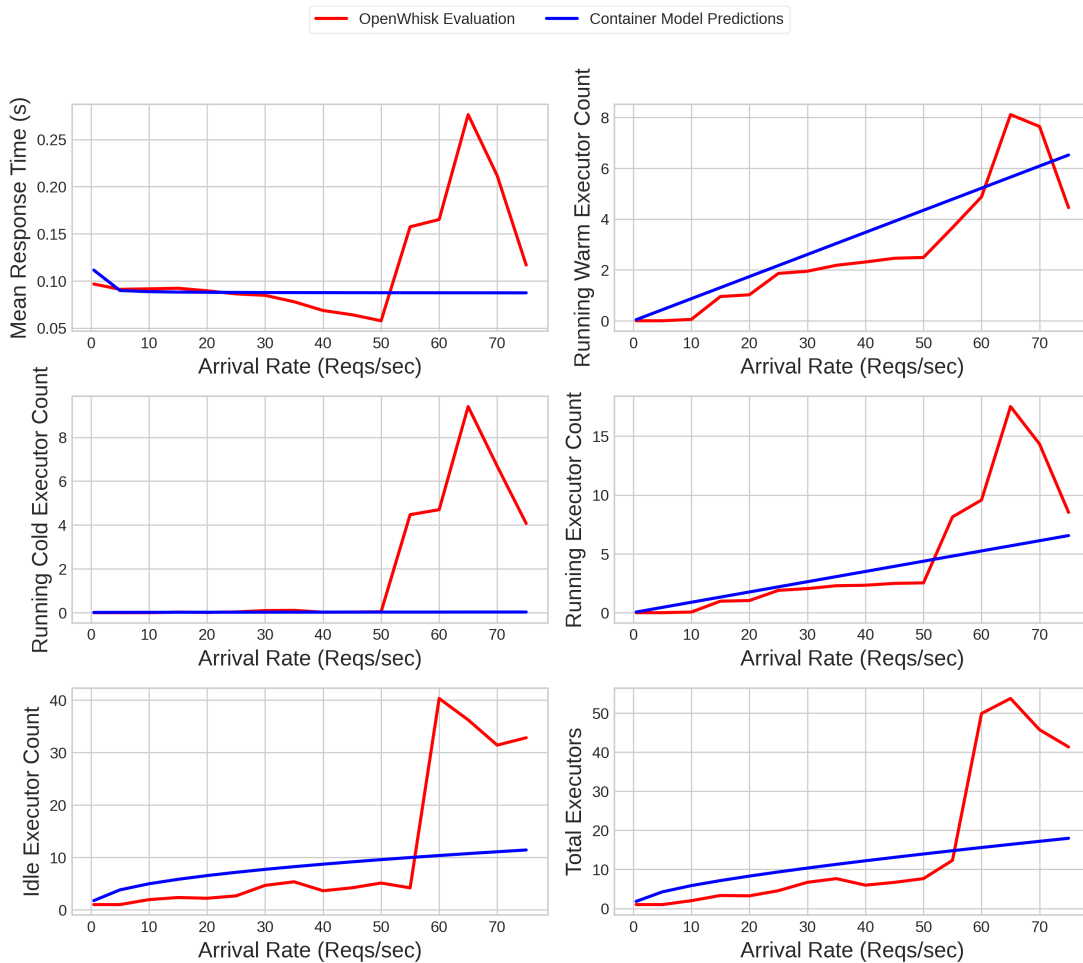 OpenWhisk Evaluation Container Model Predictions
Mean Response Time (s)
0.25
0.20
0.15
0.10
0.05
0 10 20 30 40 50 60 70
Arrival Rate (Reqs/sec)
Running Warm Executor Count
8
6
4
2
0
0 10 20 30 40 50 60 70
Arrival Rate (Reqs/sec)
Running Cold Executor Count
8
6
4
2
0
0 10 20 30 40 50 60 70
Arrival Rate (Reqs/sec)
Running Executor Count
15
10
5
0
0 10 20 30 40 50 60 70
Arrival Rate (Reqs/sec)
Idle Executor Count
40
30
20
10
0
0 10 20 30 40 50 60 70
Arrival Rate (Reqs/sec)
Total Executors
50
40
30
20
10
0
0 10 20 30 40 50 60 70
Arrival Rate (Reqs/sec)